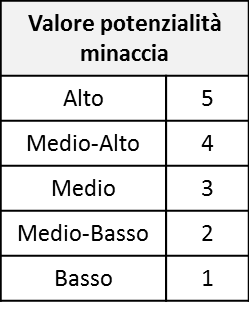 Valore potenzialità
minaccia
Alto 5
Medio-Alto 4
Medio 3
Medio-Basso 2
Basso 1